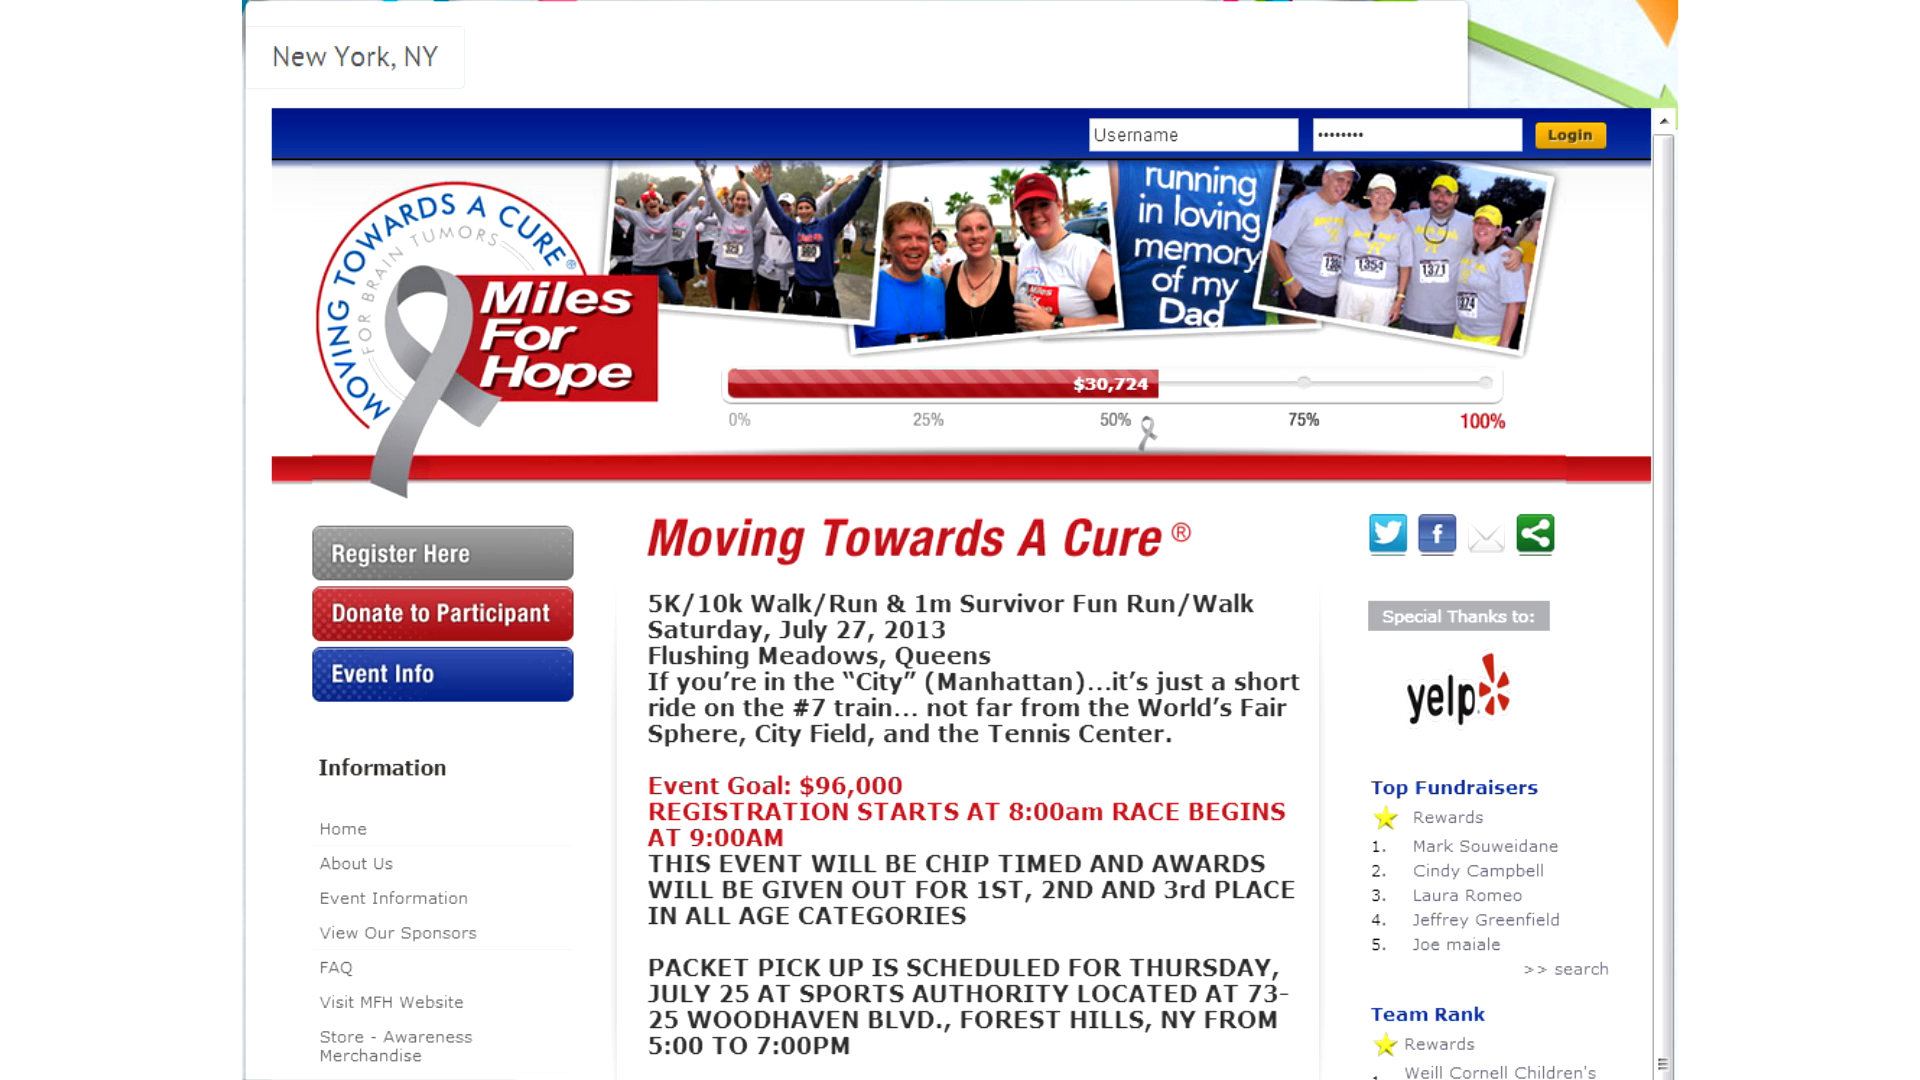 New York, NY
Username
••••••••
Login
MOVING TOWARDS A CURE®
FOR BRAIN TUMORS
Miles
For
Hope
running
in loving
memory
of my
Dad
1354
1371
$30,724
0%
25%
50%
75%
100%
Register Here
Donate to Participant
Event Info
Information
Home
About Us
Event Information
View Our Sponsors
FAQ
Visit MFH Website
Store - Awareness
Merchandise
Moving Towards A Cure ®
5K/10k Walk/Run & 1m Survivor Fun Run/Walk
Saturday, July 27, 2013
Flushing Meadows, Queens
If you’re in the “City” (Manhattan)...it’s just a short
ride on the #7 train... not far from the World’s Fair
Sphere, City Field, and the Tennis Center.
Event Goal: $96,000
REGISTRATION STARTS AT 8:00am RACE BEGINS
AT 9:00AM
THIS EVENT WILL BE CHIP TIMED AND AWARDS
WILL BE GIVEN OUT FOR 1ST, 2ND AND 3rd PLACE
IN ALL AGE CATEGORIES
PACKET PICK UP IS SCHEDULED FOR THURSDAY,
JULY 25 AT SPORTS AUTHORITY LOCATED AT 73-
25 WOODHAVEN BLVD., FOREST HILLS, NY FROM
5:00 TO 7:00PM
f
Special Thanks to:
yelp
Top Fundraisers
Rewards
1. Mark Souweidane
2. Cindy Campbell
3. Laura Romeo
4. Jeffrey Greenfield
5. Joe maiale
>> search
Team Rank
Rewards
Weill Cornell Children's